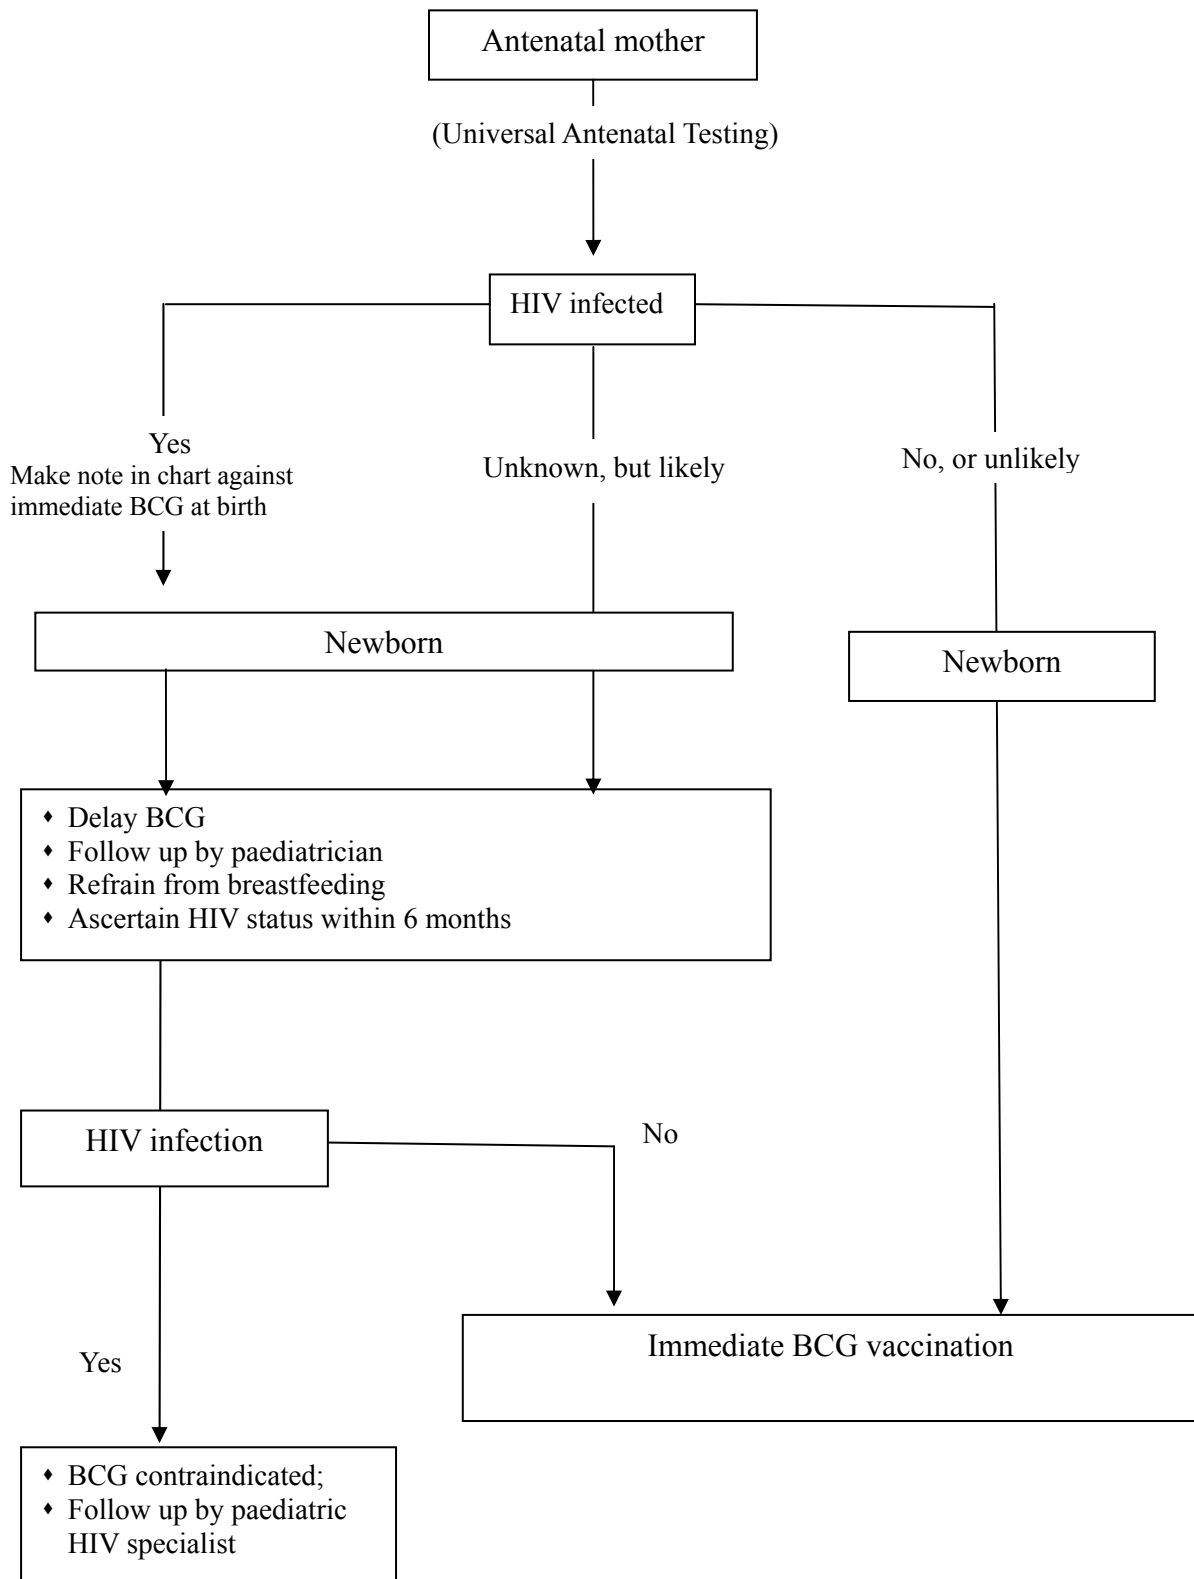 Antenatal mother
(Universal Antenatal Testing)
HIV infected
Yes
Make note in chart against
immediate BCG at birth
Unknown, but likely
No, or unlikely
Newborn
Newborn
♦ Delay BCG
♦ Follow up by paediatrician
♦ Refrain from breastfeeding
♦ Ascertain HIV status within 6 months
HIV infection
No
Yes
Immediate BCG vaccination
♦ BCG contraindicated;
♦ Follow up by paediatric
HIV specialist